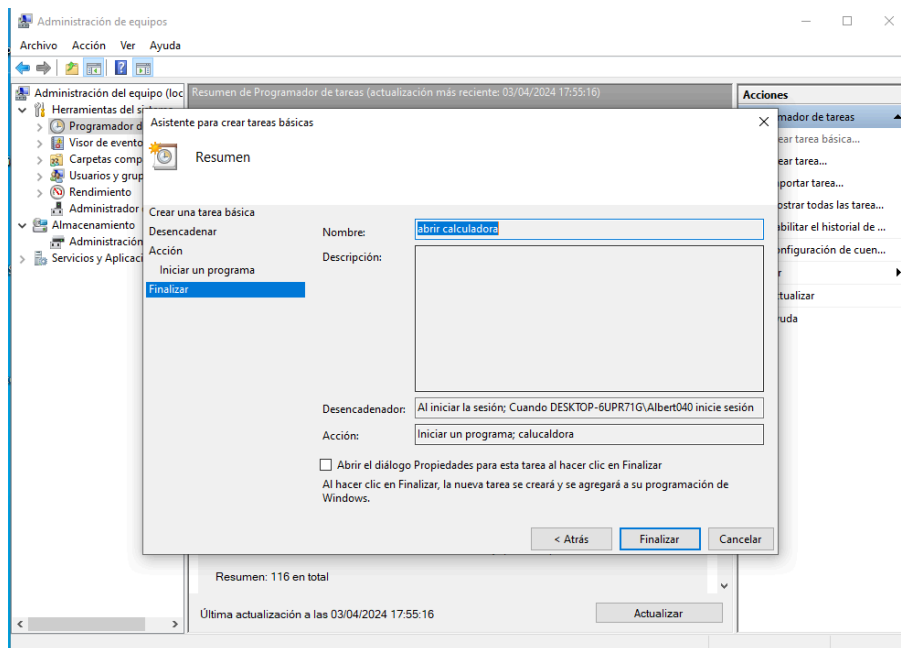 Administración de equipos
Archivo Acción Ver Ayuda
Administración del equipo (loc
Resumen de Programador de tareas (actualización más reciente: 03/04/2024 17:55:16)
Acciones
Herramientas del
Programador d
Visor de evento
Carpetas comp
Usuarios y grup
Rendimiento
Administrador
Almacenamiento
Administración
Servicios y Aplicaci
Asistente para crear tareas básicas
Resumen
Crear una tarea básica
Desencadenar
Acción
Iniciar un programa
Finalizar
Nombre: abrir calculadora
Descripción:
Desencadenador: Al iniciar la sesión; Cuando DESKTOP-6UPR71G\Albert040 inicie sesión
Acción: Iniciar un programa; calucaldora
Abrir el diálogo Propiedades para esta tarea al hacer clic en Finalizar
Al hacer clic en Finalizar, la nueva tarea se creará y se agregará a su programación de
Windows.
< Atrás Finalizar Cancelar
mador de tareas
ear tarea básica...
ear tarea...
portar tarea...
ostrar todas las tarea...
abilitar el historial de ...
nfiguración de cuen...
r
tualizar
uda
Resumen: 116 en total
Última actualización a las 03/04/2024 17:55:16
Actualizar